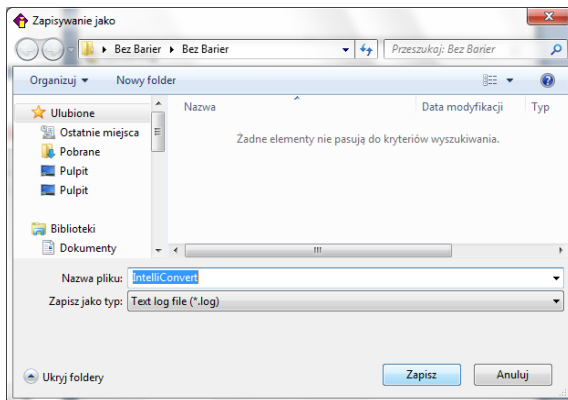 Zapisywanie jako
Bez Barier Bez Barier Przeszukaj: Bez Barier
Organizuj Nowy folder
Ulubione
Ostatnie miejsca
Pobrane
Pulpit
Pulpit
Biblioteki
Dokumenty
Nazwa Data modyfikacji Typ
Żadne elementy nie pasują do kryteriów wyszukiwania.
Nazwa pliku: IntelliConvert
Zapisz jako typ: Text log file (*.log)
Ukryj foldery Zapisz Anuluj